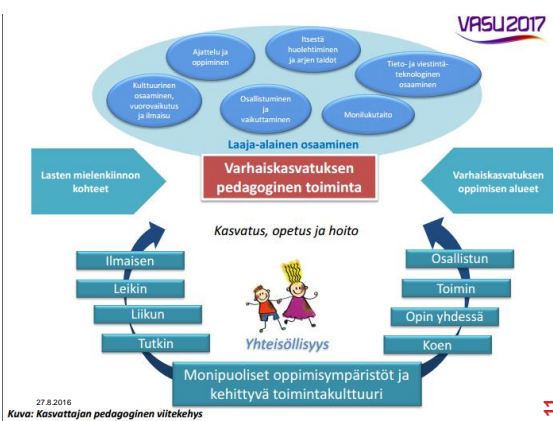 VASU2017
Ajattelu ja
oppiminen
Itsestä
huolehtiminen
ja arjen taidot
Tieto- ja viestintä-
teknologinen
osaaminen
Kulttuurinen
osaaminen,
vuorovaikutus
ja ilmaisu
Osallistuminen
ja
vaikuttaminen
Monilukutaito
Laaja-alainen osaaminen
Lasten mielenkiinnon
kohteet
Varhaiskasvatuksen
pedagoginen toiminta
Varhaiskasvatuksen
oppimisen alueet
Kasvatus, opetus ja hoito
Ilmaisen
Leikin
Liikun
Tutkin
Osallistun
Toimin
Opin yhdessä
Koen
Yhteisöllisyys
Monipuoliset oppimisympäristöt ja
kehittyvä toimintakulttuuri
27.8.2016
Kuva: Kasvattajan pedagoginen viitekehys
11